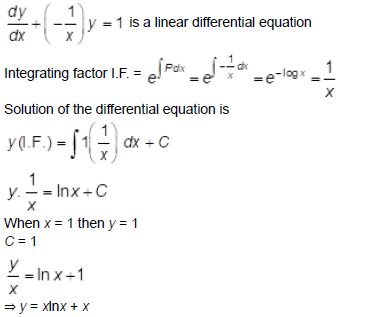 dy/dx + (-1/x) y = 1 is a linear differential equation
Integrating factor I.F. = e^∫Pdx = e^∫-1/x dx = e^-log x = 1/x
Solution of the differential equation is
y(I.F.) = ∫1(1/x) dx + C
y. 1/x = lnx + C
When x = 1 then y = 1
C = 1
y/x = ln x + 1
⇒ y = xlnx + x